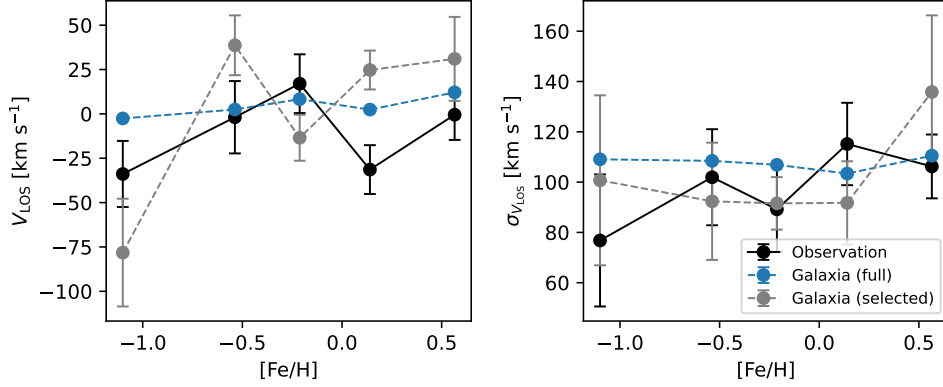 50
25
0
−25
−50
−75
−100
V_LOS [km s⁻¹]
−1.0 −0.5 0.0 0.5
[Fe/H]
160
140
120
100
80
60
σ_V_LOS [km s⁻¹]
−1.0 −0.5 0.0 0.5
[Fe/H]
Observation
Galaxia (full)
Galaxia (selected)